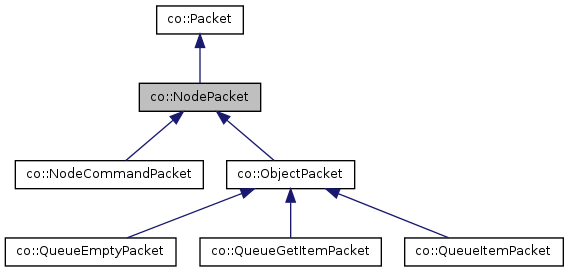 co::Packet
co::NodePacket
co::NodeCommandPacket
co::ObjectPacket
co::QueueEmptyPacket
co::QueueGetItemPacket
co::QueueItemPacket